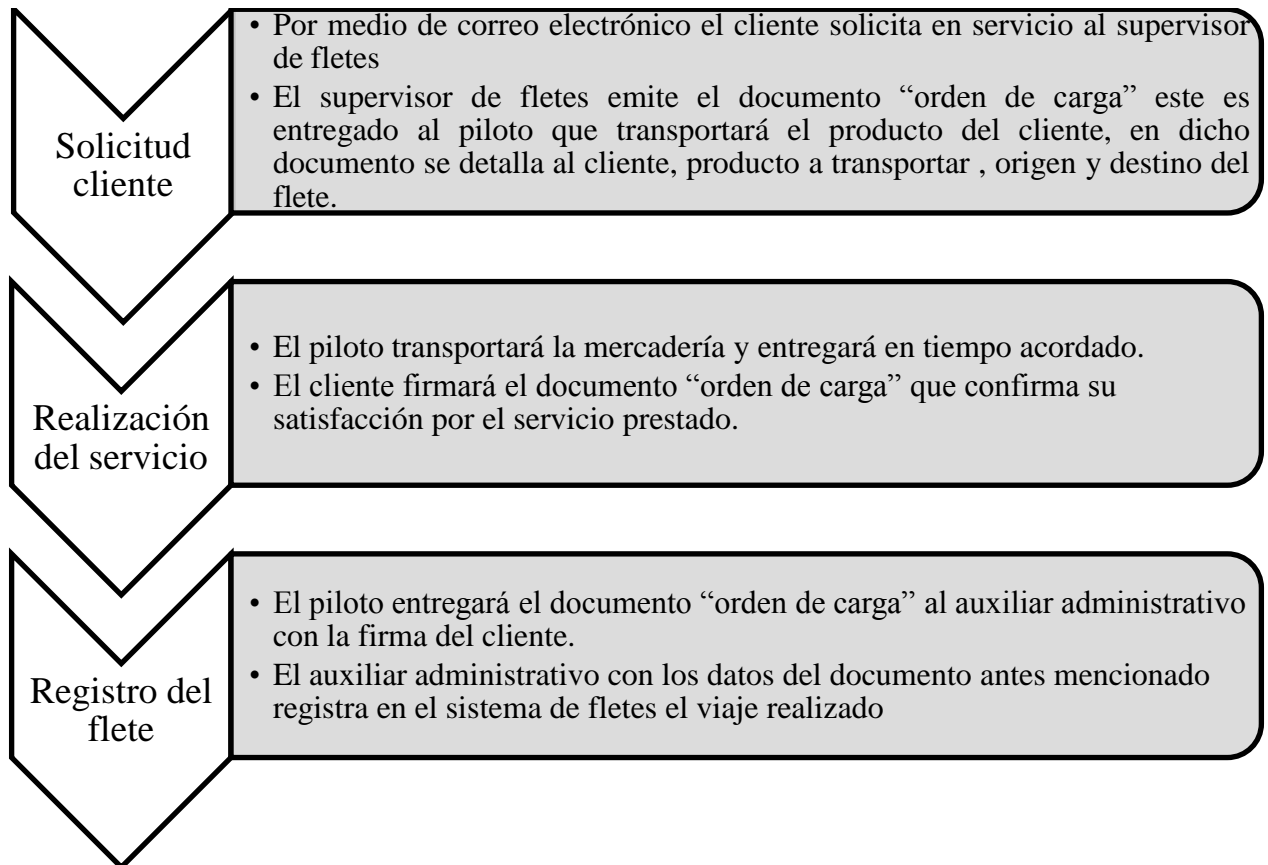 • Por medio de correo electrónico el cliente solicita en servicio al supervisor
de fletes
• El supervisor de fletes emite el documento “orden de carga” este es
entregado al piloto que transportará el producto del cliente, en dicho
documento se detalla al cliente, producto a transportar , origen y destino del
flete.
Solicitud
cliente
• El piloto transportará la mercadería y entregará en tiempo acordado.
• El cliente firmará el documento “orden de carga” que confirma su
satisfacción por el servicio prestado.
Realización
del servicio
• El piloto entregará el documento “orden de carga” al auxiliar administrativo
con la firma del cliente.
• El auxiliar administrativo con los datos del documento antes mencionado
registra en el sistema de fletes el viaje realizado
Registro del
flete